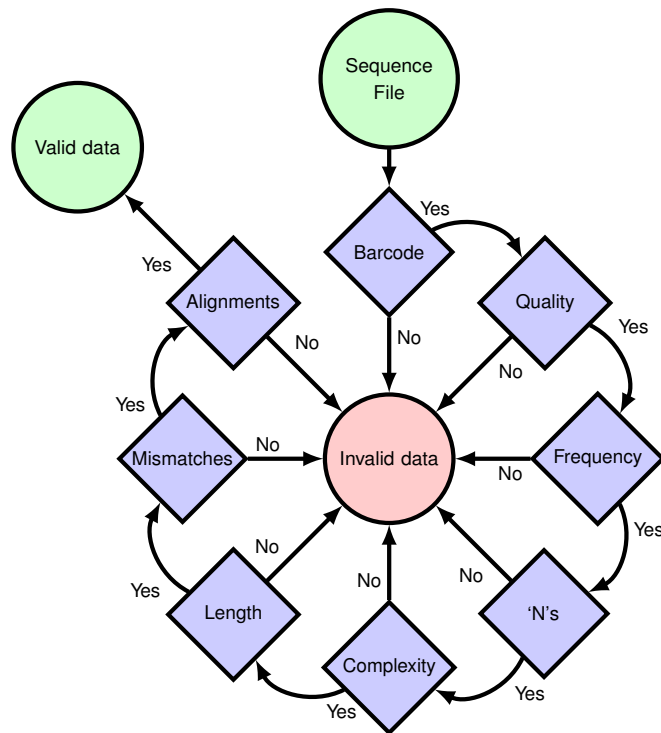 Sequence
File
Valid data
Yes
Barcode
Yes
Alignments
Quality
Yes
No
No
No
Yes
Mismatches
No
Invalid data
No
Frequency
Yes
No
No
No
Yes
Length
Complexity
‘N’s
Yes
Yes
Yes